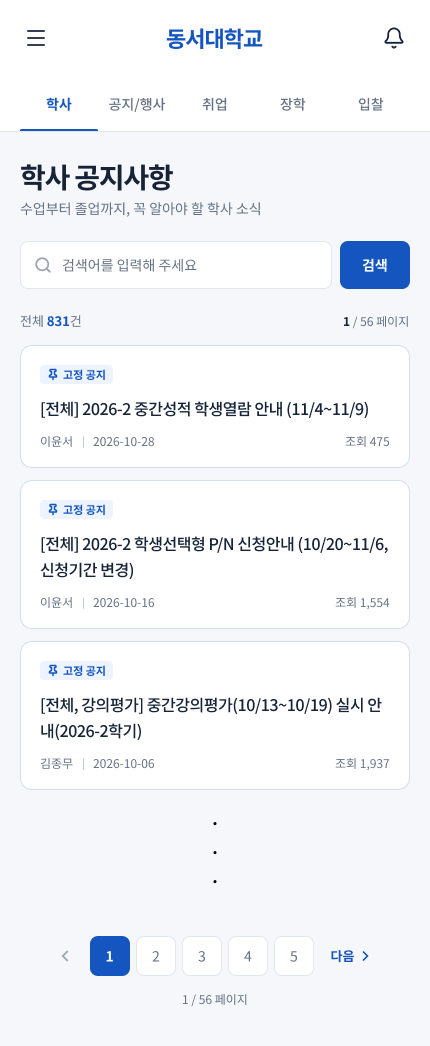 동서대학교
학사 공지/행사 취업 장학 입찰
학사 공지사항
수업부터 졸업까지, 꼭 알아야 할 학사 소식
검색어를 입력해 주세요 검색
전체 831건 1 / 56 페이지
고정 공지
[전체] 2026-2 중간성적 학생열람 안내 (11/4~11/9)
이윤서 | 2026-10-28 조회 475
고정 공지
[전체] 2026-2 학생선택형 P/N 신청안내 (10/20~11/6,
신청기간 변경)
이윤서 | 2026-10-16 조회 1,554
고정 공지
[전체, 강의평가] 중간강의평가(10/13~10/19) 실시 안
내(2026-2학기)
김종무 | 2026-10-06 조회 1,937
1 2 3 4 5 다음
1 / 56 페이지